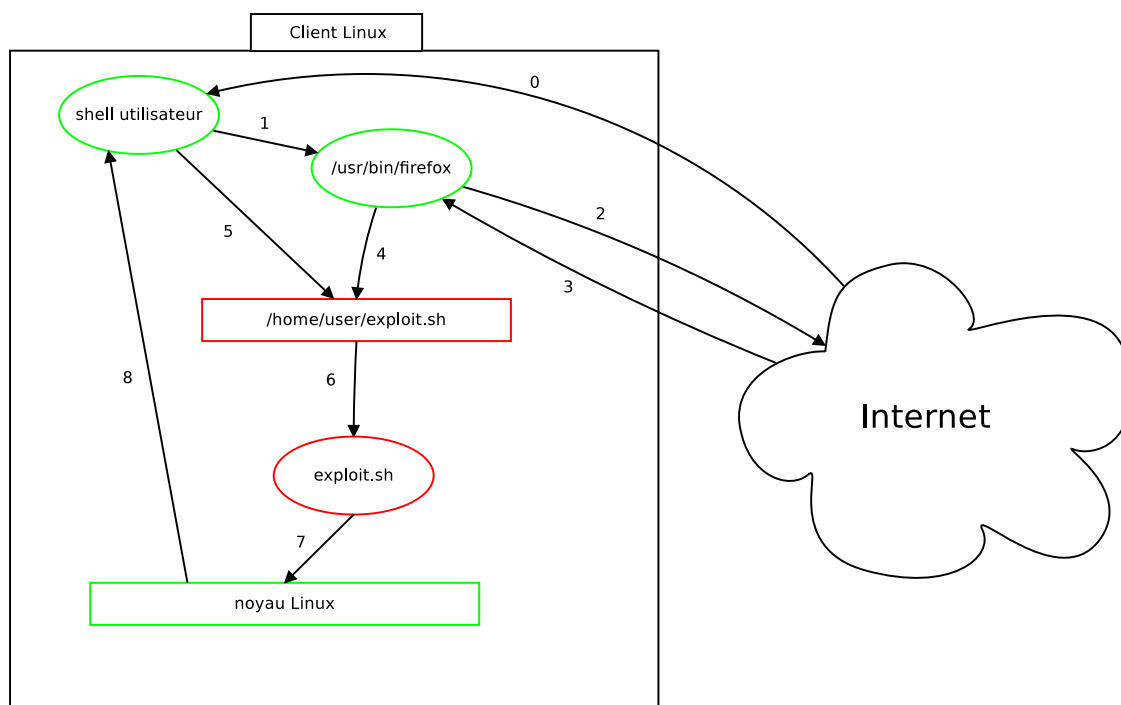 Client Linux
0
shell utilisateur
1
/usr/bin/firefox
2
5
4
3
/home/user/exploit.sh
8
6
Internet
exploit.sh
7
noyau Linux